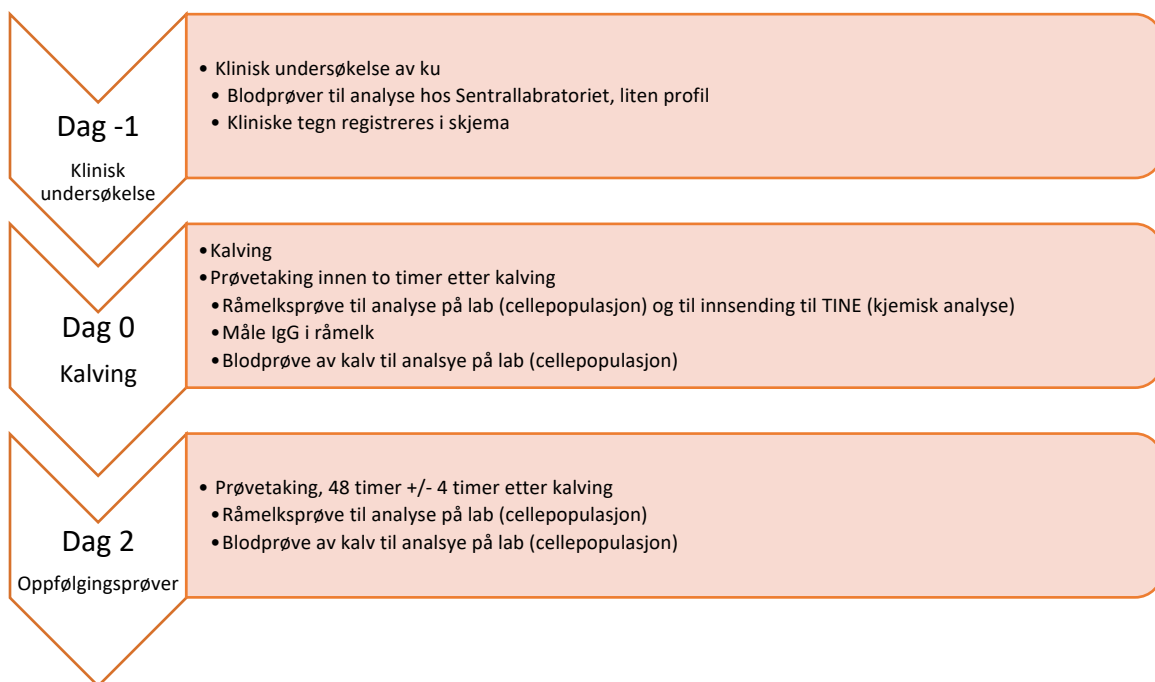 Dag -1
Klinisk
undersøkelse
• Klinisk undersøkelse av ku
• Blodprøver til analyse hos Sentrallabratoriet, liten profil
• Kliniske tegn registreres i skjema
Dag 0
Kalving
•Kalving
•Prøvetaking innen to timer etter kalving
•Råmelksprøve til analyse på lab (cellepopulasjon) og til innsending til TINE (kjemisk analyse)
•Måle IgG i råmelk
•Blodprøve av kalv til analsye på lab (cellepopulasjon)
Dag 2
Oppfølgingsprøver
• Prøvetaking, 48 timer +/- 4 timer etter kalving
•Råmelksprøve til analyse på lab (cellepopulasjon)
•Blodprøve av kalv til analsye på lab (cellepopulasjon)